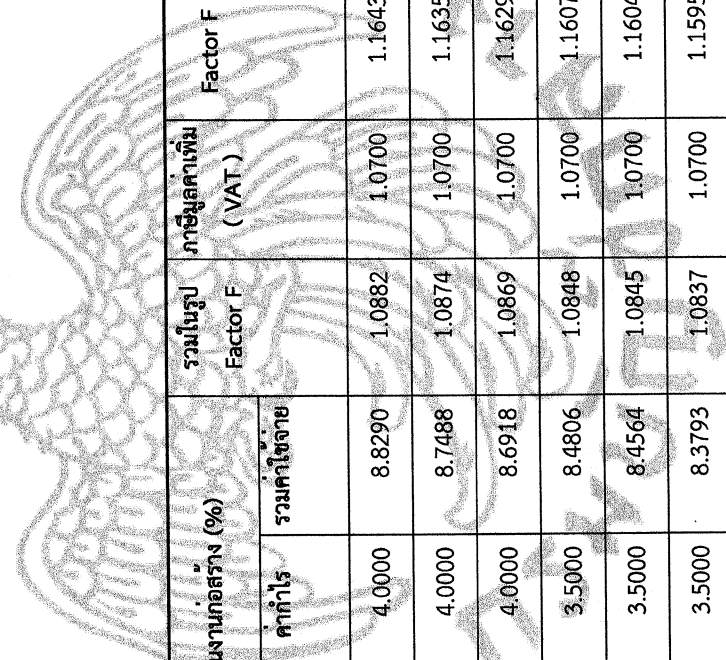 นงานก่อสร้าง (%) รวมในรูป ภาษีมูลค่าเพิ่ม Factor F
ค่ากำไร รวมค่าใช้จ่าย Factor F ( VAT )
4.0000 8.8290 1.0882 1.0700 1.1643
4.0000 8.7488 1.0874 1.0700 1.1635
4.0000 8.6918 1.0869 1.0700 1.1629
3.5000 8.4806 1.0848 1.0700 1.1607
3.5000 8.4564 1.0845 1.0700 1.1604
3.5000 8.3793 1.0837 1.0700 1.1595